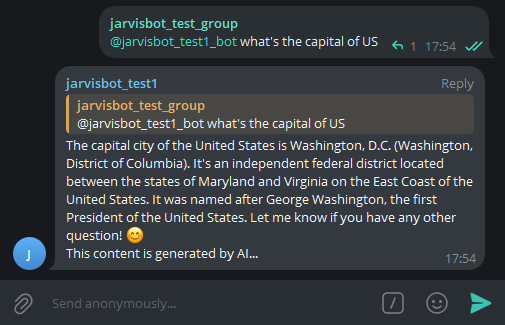 jarvisbot_test_group
@jarvisbot_test1_bot what's the capital of US
1 17:54
jarvisbot_test1 Reply
jarvisbot_test_group
@jarvisbot_test1_bot what's the capital of US
The capital city of the United States is Washington, D.C. (Washington,
District of Columbia). It's an independent federal district located
between the states of Maryland and Virginia on the East Coast of the
United States. It was named after George Washington, the first
President of the United States. Let me know if you have any other
question! 😊
This content is generated by AI...
17:54
J
Send anonymously...
/